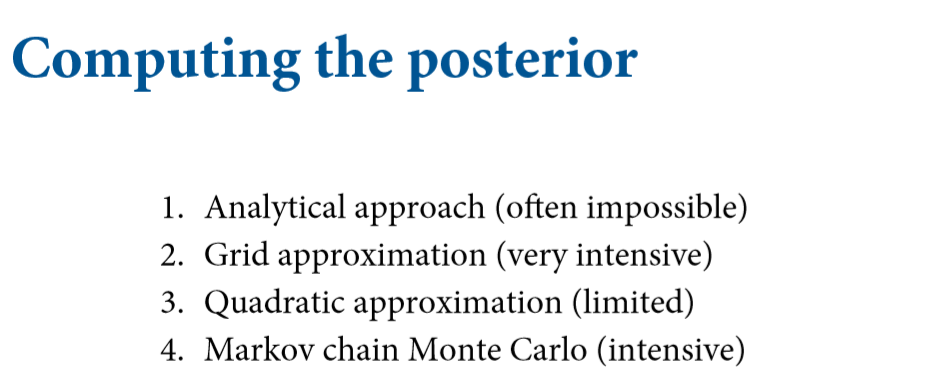 Computing the posterior
1. Analytical approach (often impossible)
2. Grid approximation (very intensive)
3. Quadratic approximation (limited)
4. Markov chain Monte Carlo (intensive)